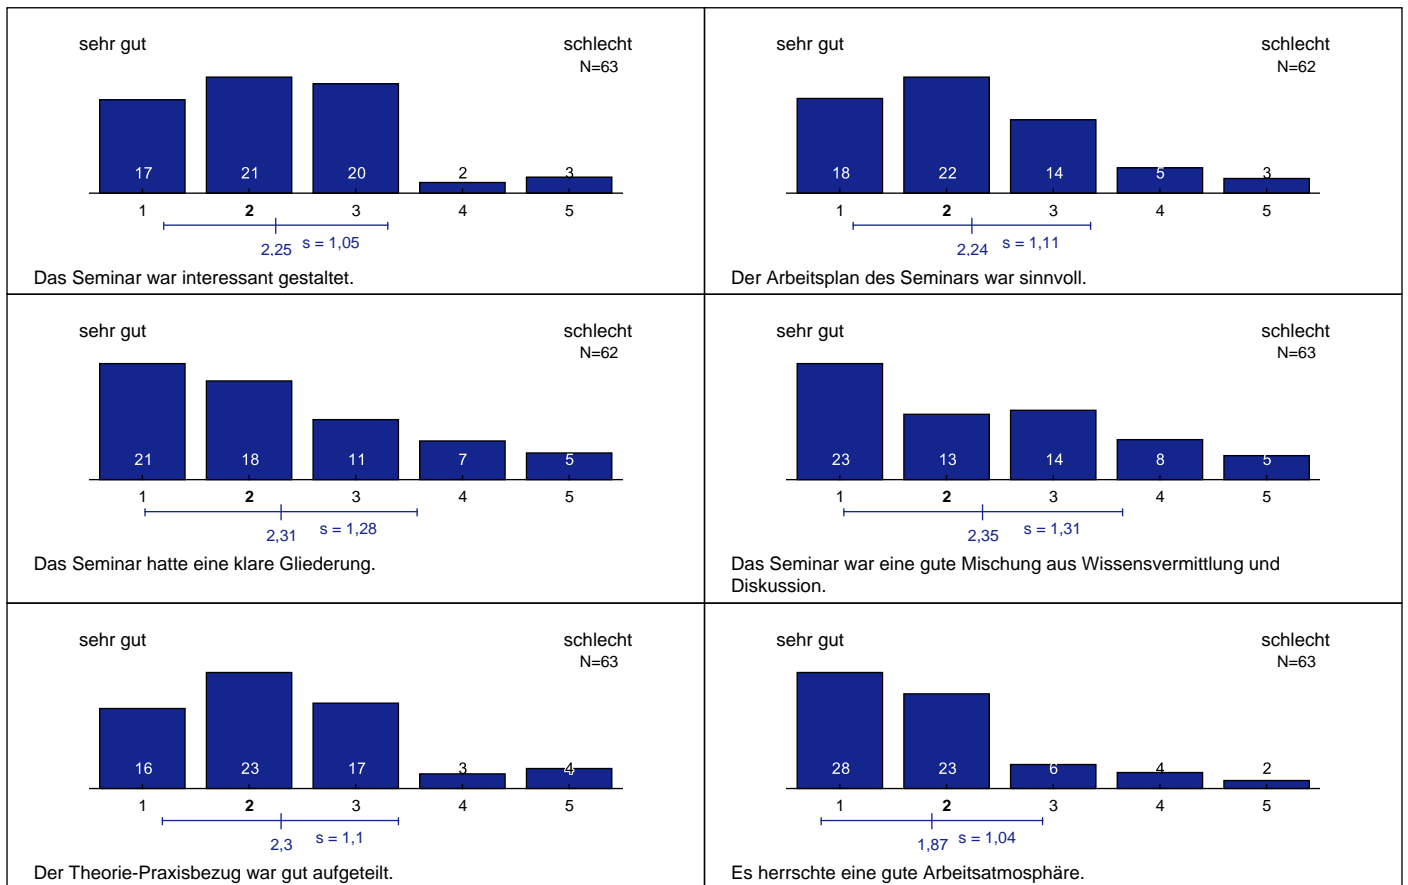 sehr gut schlecht
N=63
17 21 20 2 3
1 2 3 4 5
2,25 s = 1,05
Das Seminar war interessant gestaltet.
sehr gut schlecht
N=62
18 22 14 5 3
1 2 3 4 5
2,24 s = 1,11
Der Arbeitsplan des Seminars war sinnvoll.
sehr gut schlecht
N=62
21 18 11 7 5
1 2 3 4 5
2,31 s = 1,28
Das Seminar hatte eine klare Gliederung.
sehr gut schlecht
N=63
23 13 14 8 5
1 2 3 4 5
2,35 s = 1,31
Das Seminar war eine gute Mischung aus Wissensvermittlung und
Diskussion.
sehr gut schlecht
N=63
16 23 17 3 4
1 2 3 4 5
2,3 s = 1,1
Der Theorie-Praxisbezug war gut aufgeteilt.
sehr gut schlecht
N=63
28 23 6 4 2
1 2 3 4 5
1,87 s = 1,04
Es herrschte eine gute Arbeitsatmosphäre.